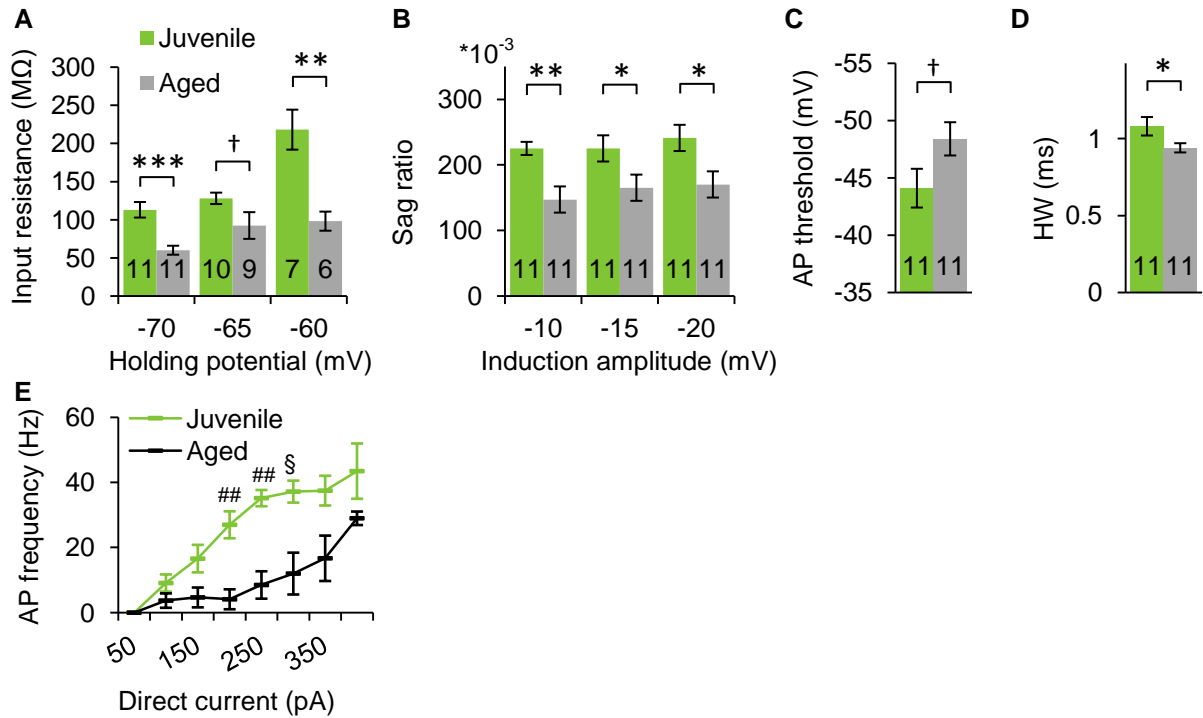 A
Juvenile
Aged
Input resistance (MΩ)
300
250
200
150
100
50
0
***
†
**
11 11 10 9 7 6
-70 -65 -60
Holding potential (mV)
B
*10⁻³
Sag ratio
300
200
100
0
** * *
11 11 11 11 11 11
-10 -15 -20
Induction amplitude (mV)
C
AP threshold (mV)
-55
-50
-45
-40
-35
†
11 11
D
HW (ms)
1
0.5
0
*
11 11
E
Juvenile
Aged
AP frequency (Hz)
60
40
20
0
## ## §
50 150 250 350
Direct current (pA)